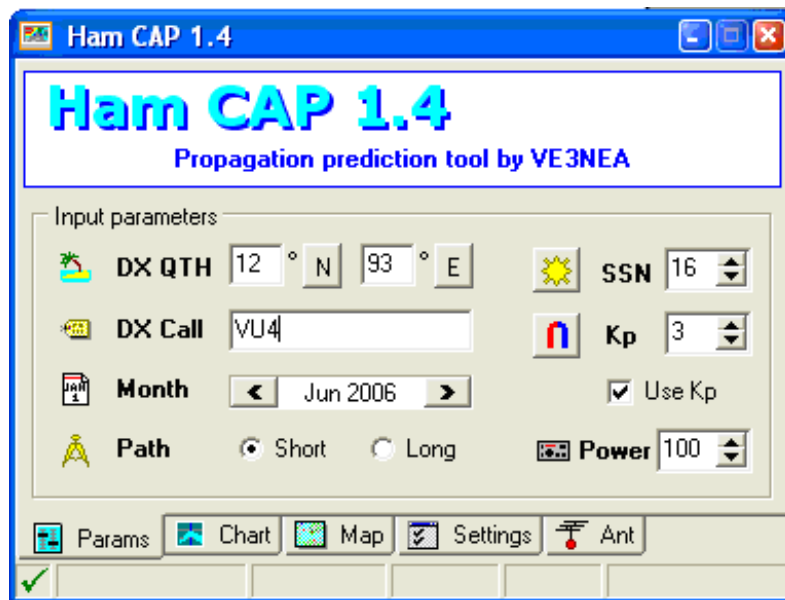 Ham CAP 1.4
Ham CAP 1.4
Propagation prediction tool by VE3NEA
Input parameters
DX QTH 12 ° N 93 ° E SSN 16
DX Call VU4 Kp 3
Month < Jun 2006 > Use Kp
Path Short Long Power 100
Params Chart Map Settings Ant